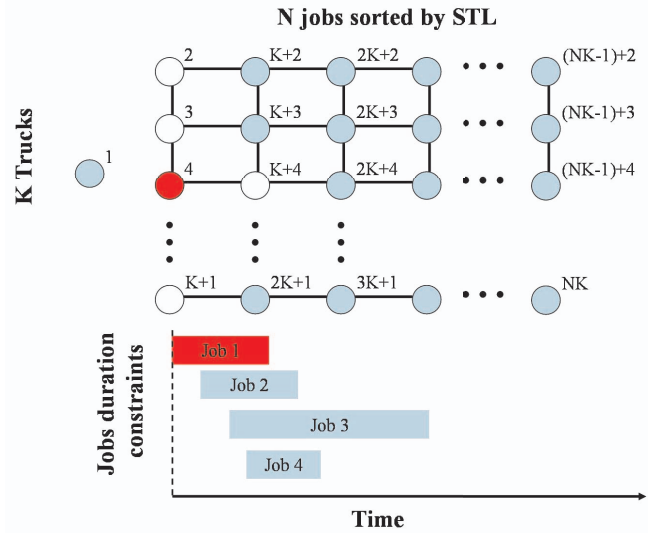 N jobs sorted by STL
2 K+2 2K+2 (NK-1)+2
3 K+3 2K+3 (NK-1)+3
K Trucks
1
4 K+4 2K+4 (NK-1)+4
K+1 2K+1 3K+1 NK
Jobs duration
constraints
Job 1
Job 2
Job 3
Job 4
Time